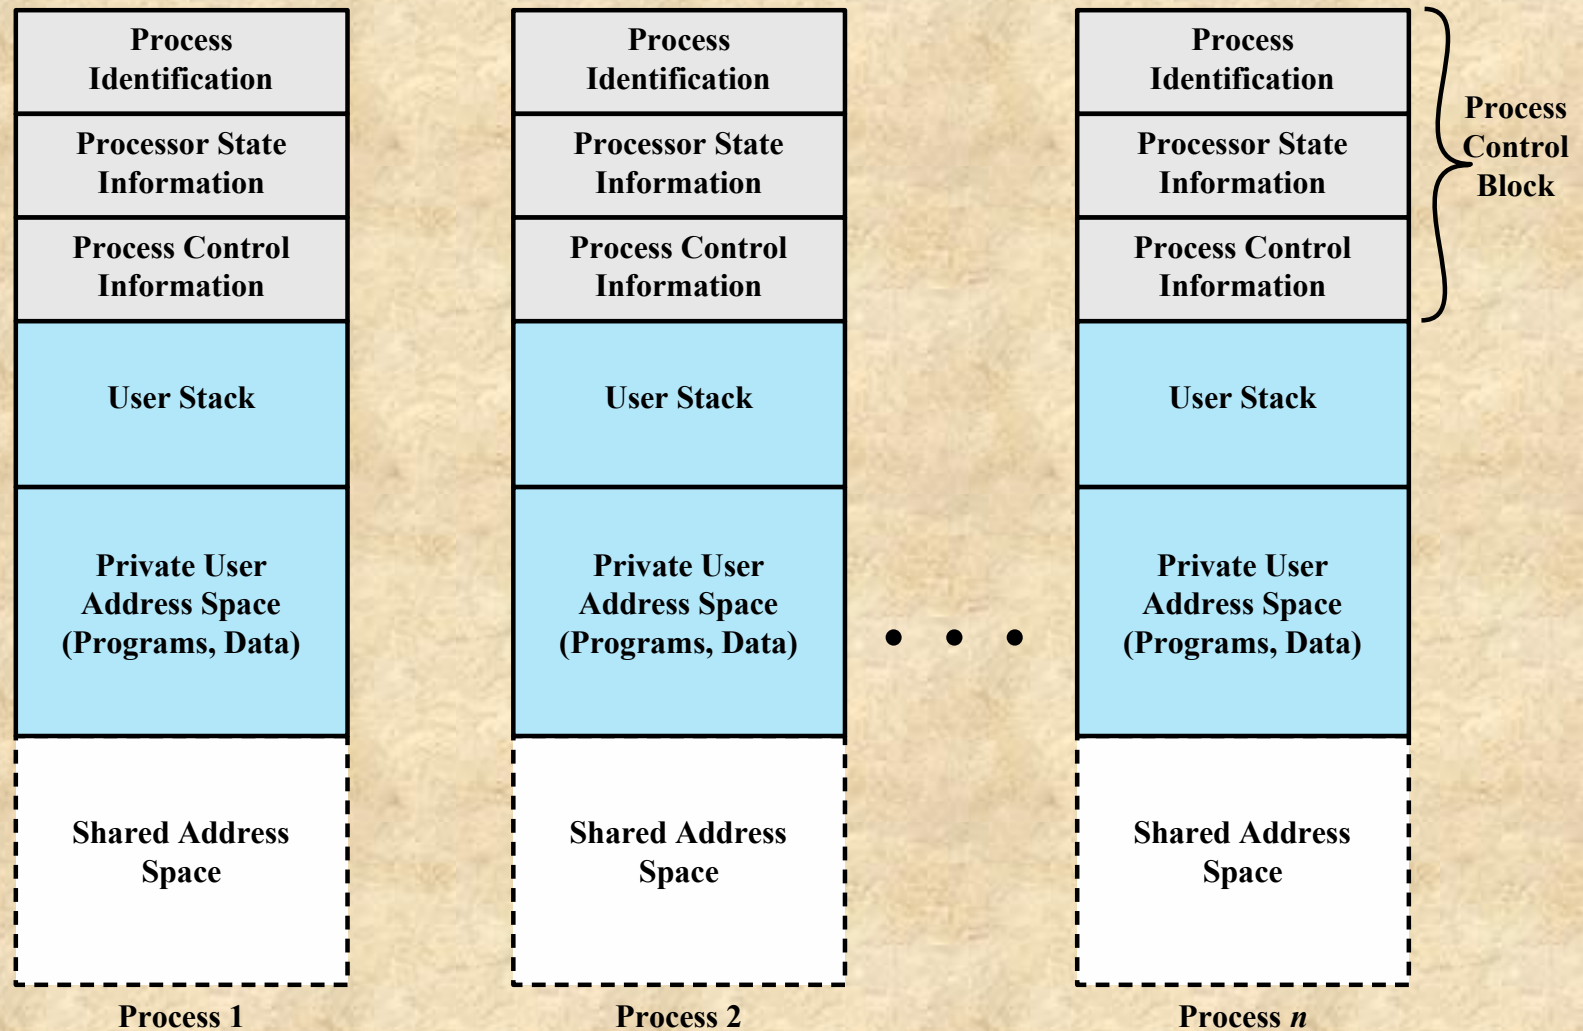 Process
Identification
Processor State
Information
Process Control
Information
User Stack
Private User
Address Space
(Programs, Data)
Shared Address
Space
Process 1
Process
Identification
Processor State
Information
Process Control
Information
User Stack
Private User
Address Space
(Programs, Data)
Shared Address
Space
Process 2
• • •
Process
Identification
Processor State
Information
Process Control
Information
User Stack
Private User
Address Space
(Programs, Data)
Shared Address
Space
Process n
Process
Control
Block